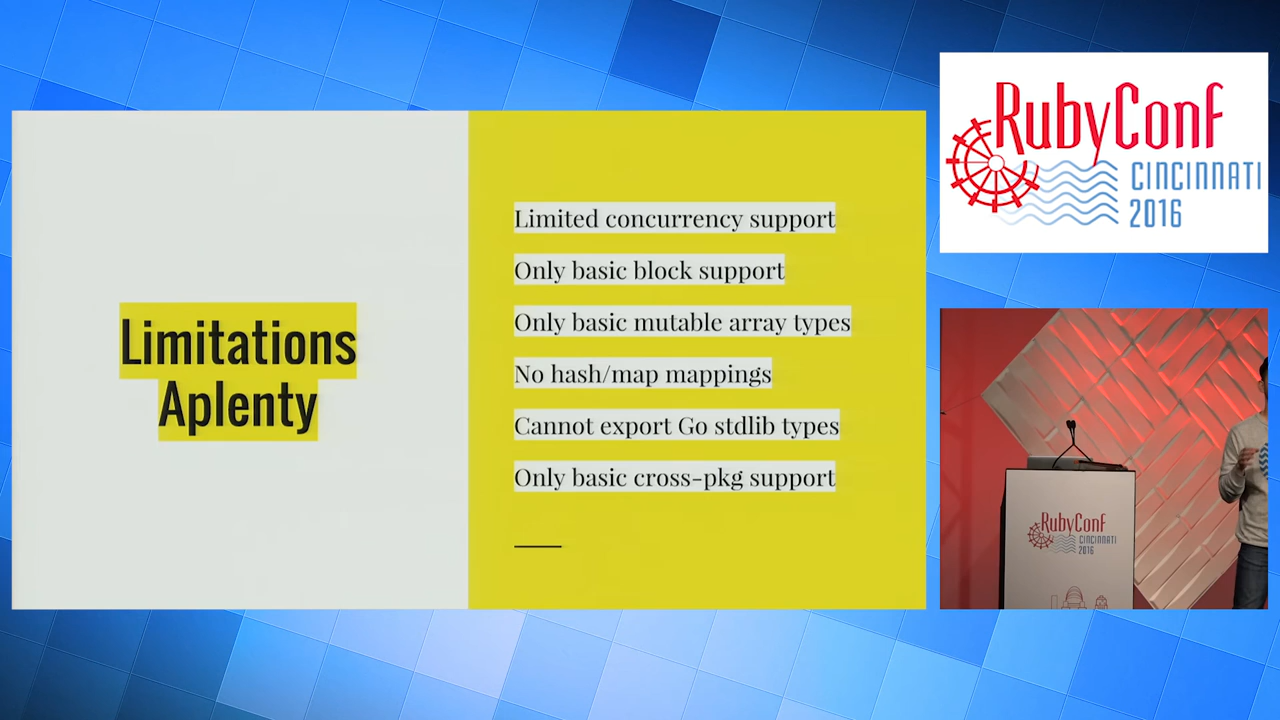 Limitations
Aplenty
Limited concurrency support
Only basic block support
Only basic mutable array types
No hash/map mappings
Cannot export Go stdlib types
Only basic cross-pkg support
RubyConf
CINCINNATI
2016
RubyConf
CINCINNATI
2016